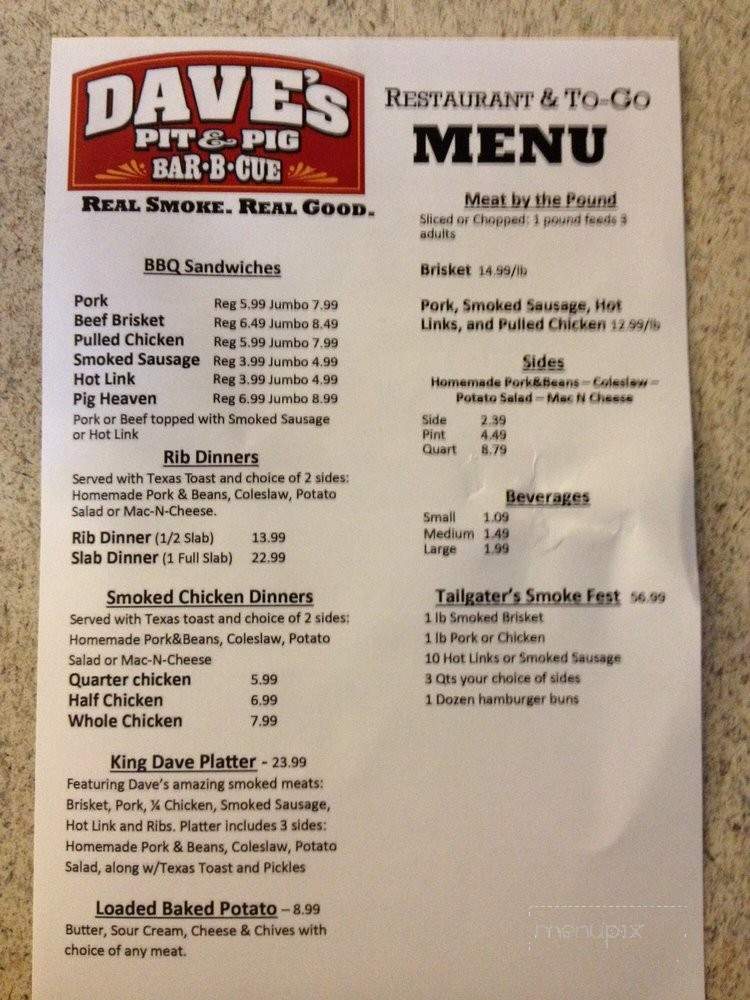 DAVE'S
PIT & PIG
BAR·B·CUE
REAL SMOKE. REAL GOOD.
BBQ Sandwiches
Pork Reg 5.99 Jumbo 7.99
Beef Brisket Reg 6.49 Jumbo 8.49
Pulled Chicken Reg 5.99 Jumbo 7.99
Smoked Sausage Reg 3.99 Jumbo 4.99
Hot Link Reg 3.99 Jumbo 4.99
Pig Heaven Reg 6.99 Jumbo 8.99
Pork or Beef topped with Smoked Sausage
or Hot Link
Rib Dinners
Served with Texas Toast and choice of 2 sides:
Homemade Pork & Beans, Coleslaw, Potato
Salad or Mac-N-Cheese.
Rib Dinner (1/2 Slab) 13.99
Slab Dinner (1 Full Slab) 22.99
Smoked Chicken Dinners
Served with Texas toast and choice of 2 sides:
Homemade Pork&Beans, Coleslaw, Potato
Salad or Mac-N-Cheese
Quarter chicken 5.99
Half Chicken 6.99
Whole Chicken 7.99
King Dave Platter - 23.99
Featuring Dave's amazing smoked meats:
Brisket, Pork, ¼ Chicken, Smoked Sausage,
Hot Link and Ribs. Platter includes 3 sides:
Homemade Pork & Beans, Coleslaw, Potato
Salad, along w/Texas Toast and Pickles
Loaded Baked Potato – 8.99
Butter, Sour Cream, Cheese & Chives with
choice of any meat.
RESTAURANT & TO-GO
MENU
Meat by the Pound
Sliced or Chopped: 1 pound feeds 3
adults
Brisket 14.99/lb
Pork, Smoked Sausage, Hot
Links, and Pulled Chicken 12.99/lb
Sides
Homemade Pork&Beans – Coleslaw –
Potato Salad – Mac N Cheese
Side 2.39
Pint 4.49
Quart 8.79
Beverages
Small 1.09
Medium 1.49
Large 1.99
Tailgater's Smoke Fest 56.99
1 lb Smoked Brisket
1 lb Pork or Chicken
10 Hot Links or Smoked Sausage
3 Qts your choice of sides
1 Dozen hamburger buns
menupix